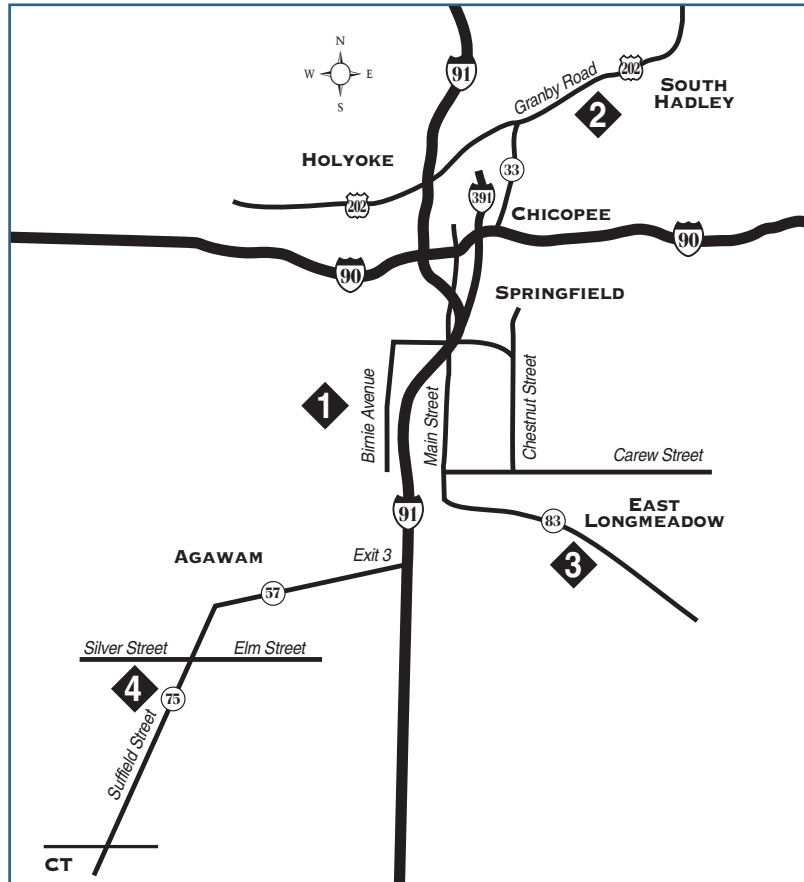 N
W E
S
91
202
Granby Road
SOUTH
HADLEY
2
HOLYOKE
33
391
202
CHICOPEE
90
90
SPRINGFIELD
1
Birnie Avenue
Main Street
Chestnut Street
Carew Street
91
EAST
LONGMEADOW
83
3
AGAWAM
Exit 3
57
Silver Street
Elm Street
4
75
Suffield Street
CT